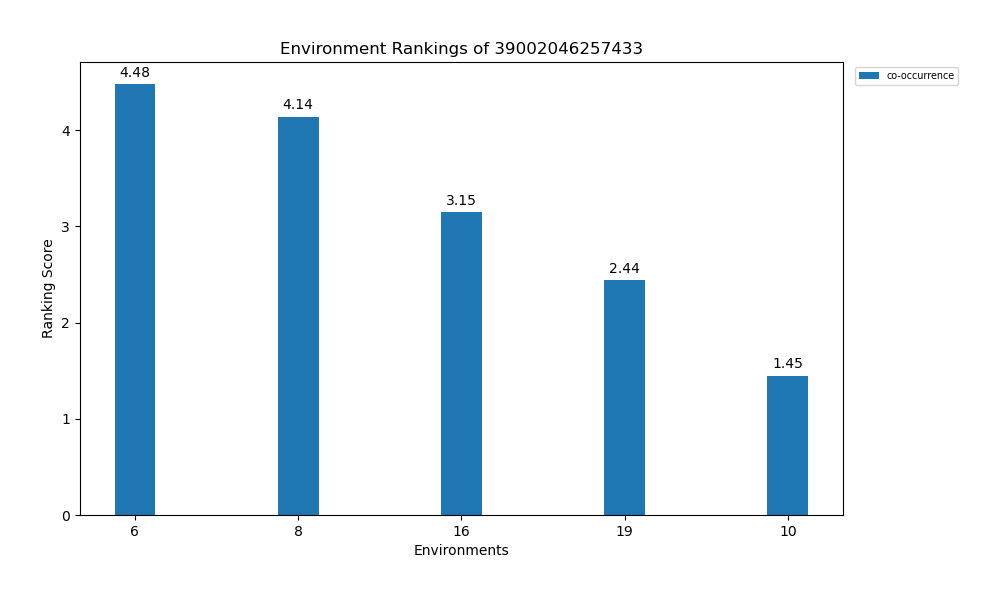 Environment Rankings of 39002046257433
co-occurrence
4.48
4.14
3.15
2.44
1.45
4
3
2
1
0
Ranking Score
6 8 16 19 10
Environments